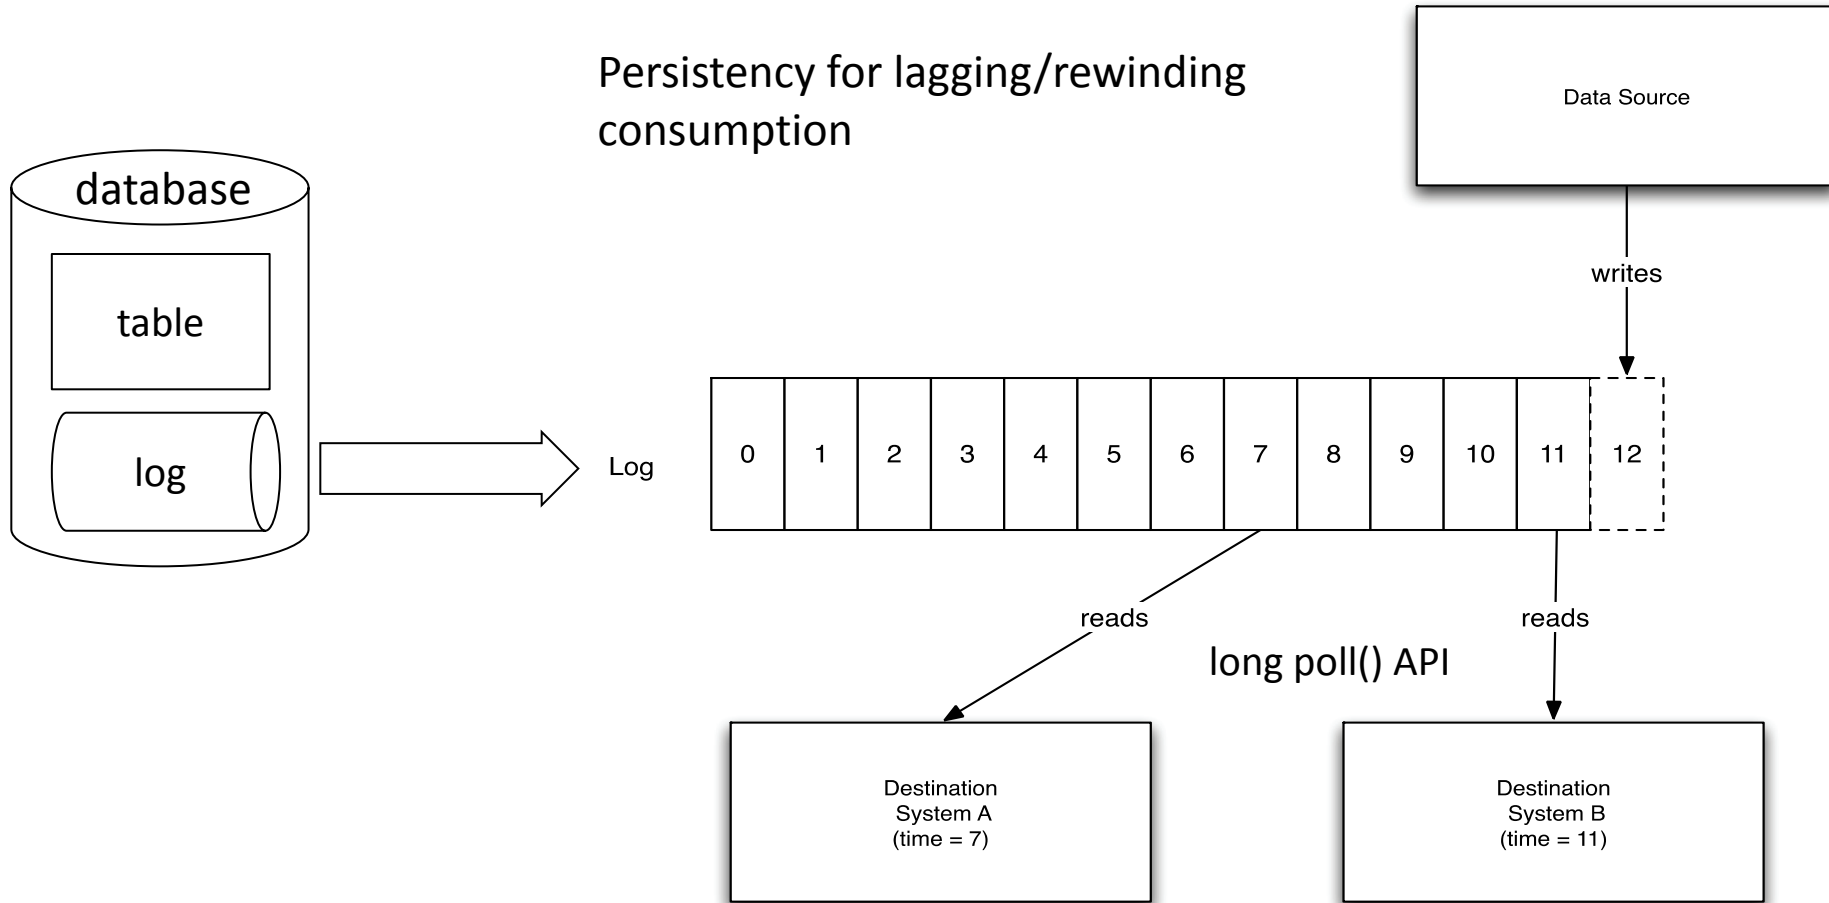 Persistency for lagging/rewinding
consumption
Data Source
database
table
log
writes
Log
0 1 2 3 4 5 6 7 8 9 10 11 12
reads
reads
long poll() API
Destination
System A
(time = 7)
Destination
System B
(time = 11)